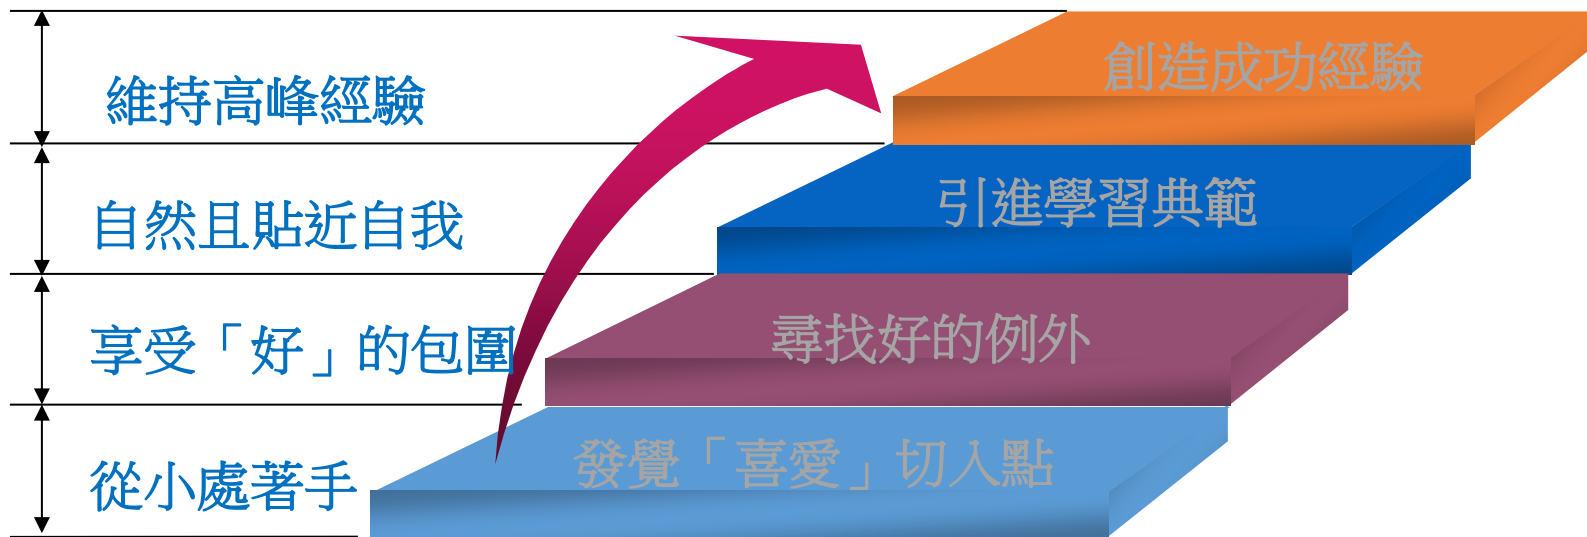 創造成功經驗
維持高峰經驗
引進學習典範
自然且貼近自我
尋找好的例外
享受「好」的包圍
發覺「喜愛」切入點
從小處著手